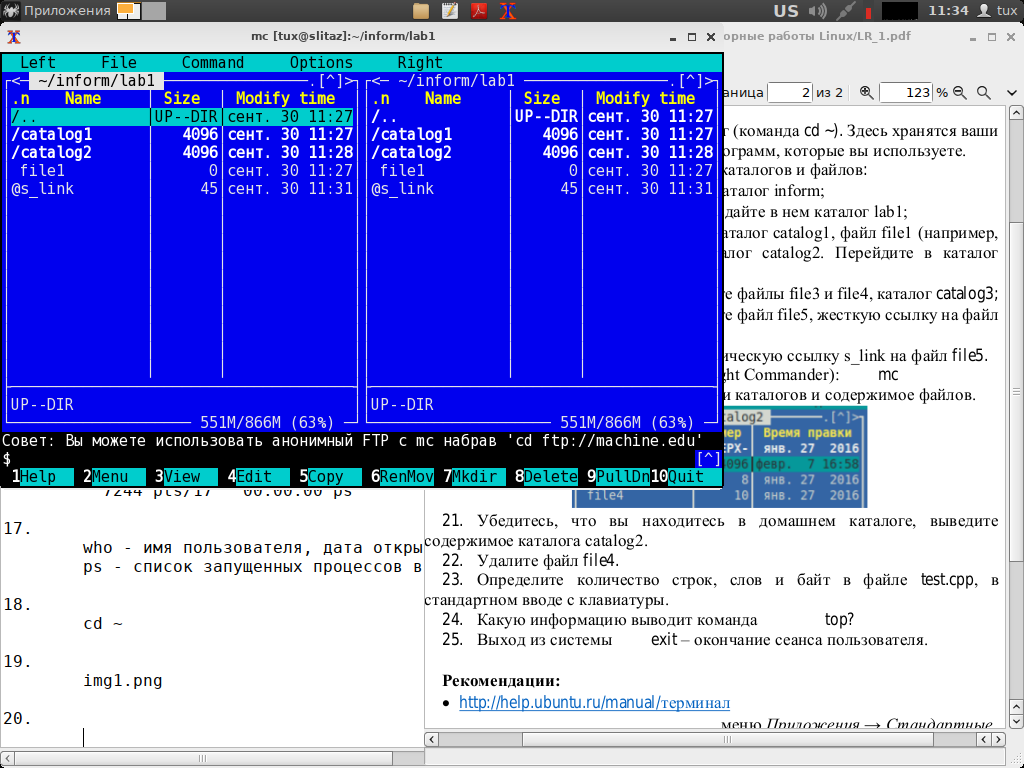 Приложения
US
11:34
tux
mc [tux@slitaz]:~/inform/lab1
орные работы Linux/LR_1.pdf
Left File Command Options Right
аница 2 из 2 123 %
<─ ~/inform/lab1 ─.[^]> <─ ~/inform/lab1 ─.[^]>
.n Name Size Modify time .n Name Size Modify time
/.. UP--DIR сент. 30 11:27 /.. UP--DIR сент. 30 11:27
/catalog1 4096 сент. 30 11:27 /catalog1 4096 сент. 30 11:27
/catalog2 4096 сент. 30 11:28 /catalog2 4096 сент. 30 11:28
file1 0 сент. 30 11:27 file1 0 сент. 30 11:27
@s_link 45 сент. 30 11:31 @s_link 45 сент. 30 11:31
UP--DIR UP--DIR
551M/866M (63%) 551M/866M (63%)
Совет: Вы можете использовать анонимный FTP с mc набрав 'cd ftp://machine.edu'
$ [^]
1Help 2Menu 3View 4Edit 5Copy 6RenMov 7Mkdir 8Delete 9PullDn 10Quit
г (команда cd ~). Здесь хранятся ваши
ограмм, которые вы используете.
каталогов и файлов:
аталог inform;
дайте в нем каталог lab1;
аталог catalog1, файл file1 (например,
алог catalog2. Перейдите в каталог
е файлы file3 и file4, каталог catalog3;
е файл file5, жесткую ссылку на файл
ическую ссылку s_link на файл file5.
ght Commander): mc
и каталогов и содержимое файлов.
alog2 .[^]>
мер Время правки
ЕРХ- янв. 27 2016
4096 февр. 7 16:58
8 янв. 27 2016
file4 10 янв. 27 2016
21. Убедитесь, что вы находитесь в домашнем каталоге, выведите
содержимое каталога catalog2.
22. Удалите файл file4.
23. Определите количество строк, слов и байт в файле test.cpp, в
стандартном вводе с клавиатуры.
24. Какую информацию выводит команда top?
25. Выход из системы exit – окончание сеанса пользователя.
Рекомендации:
• http://help.ubuntu.ru/manual/терминал
меню Приложения → Стандартные
7244 pts/17 00:00:00 ps
17.
who - имя пользователя, дата откры
ps - список запущенных процессов в
18.
cd ~
19.
img1.png
20.